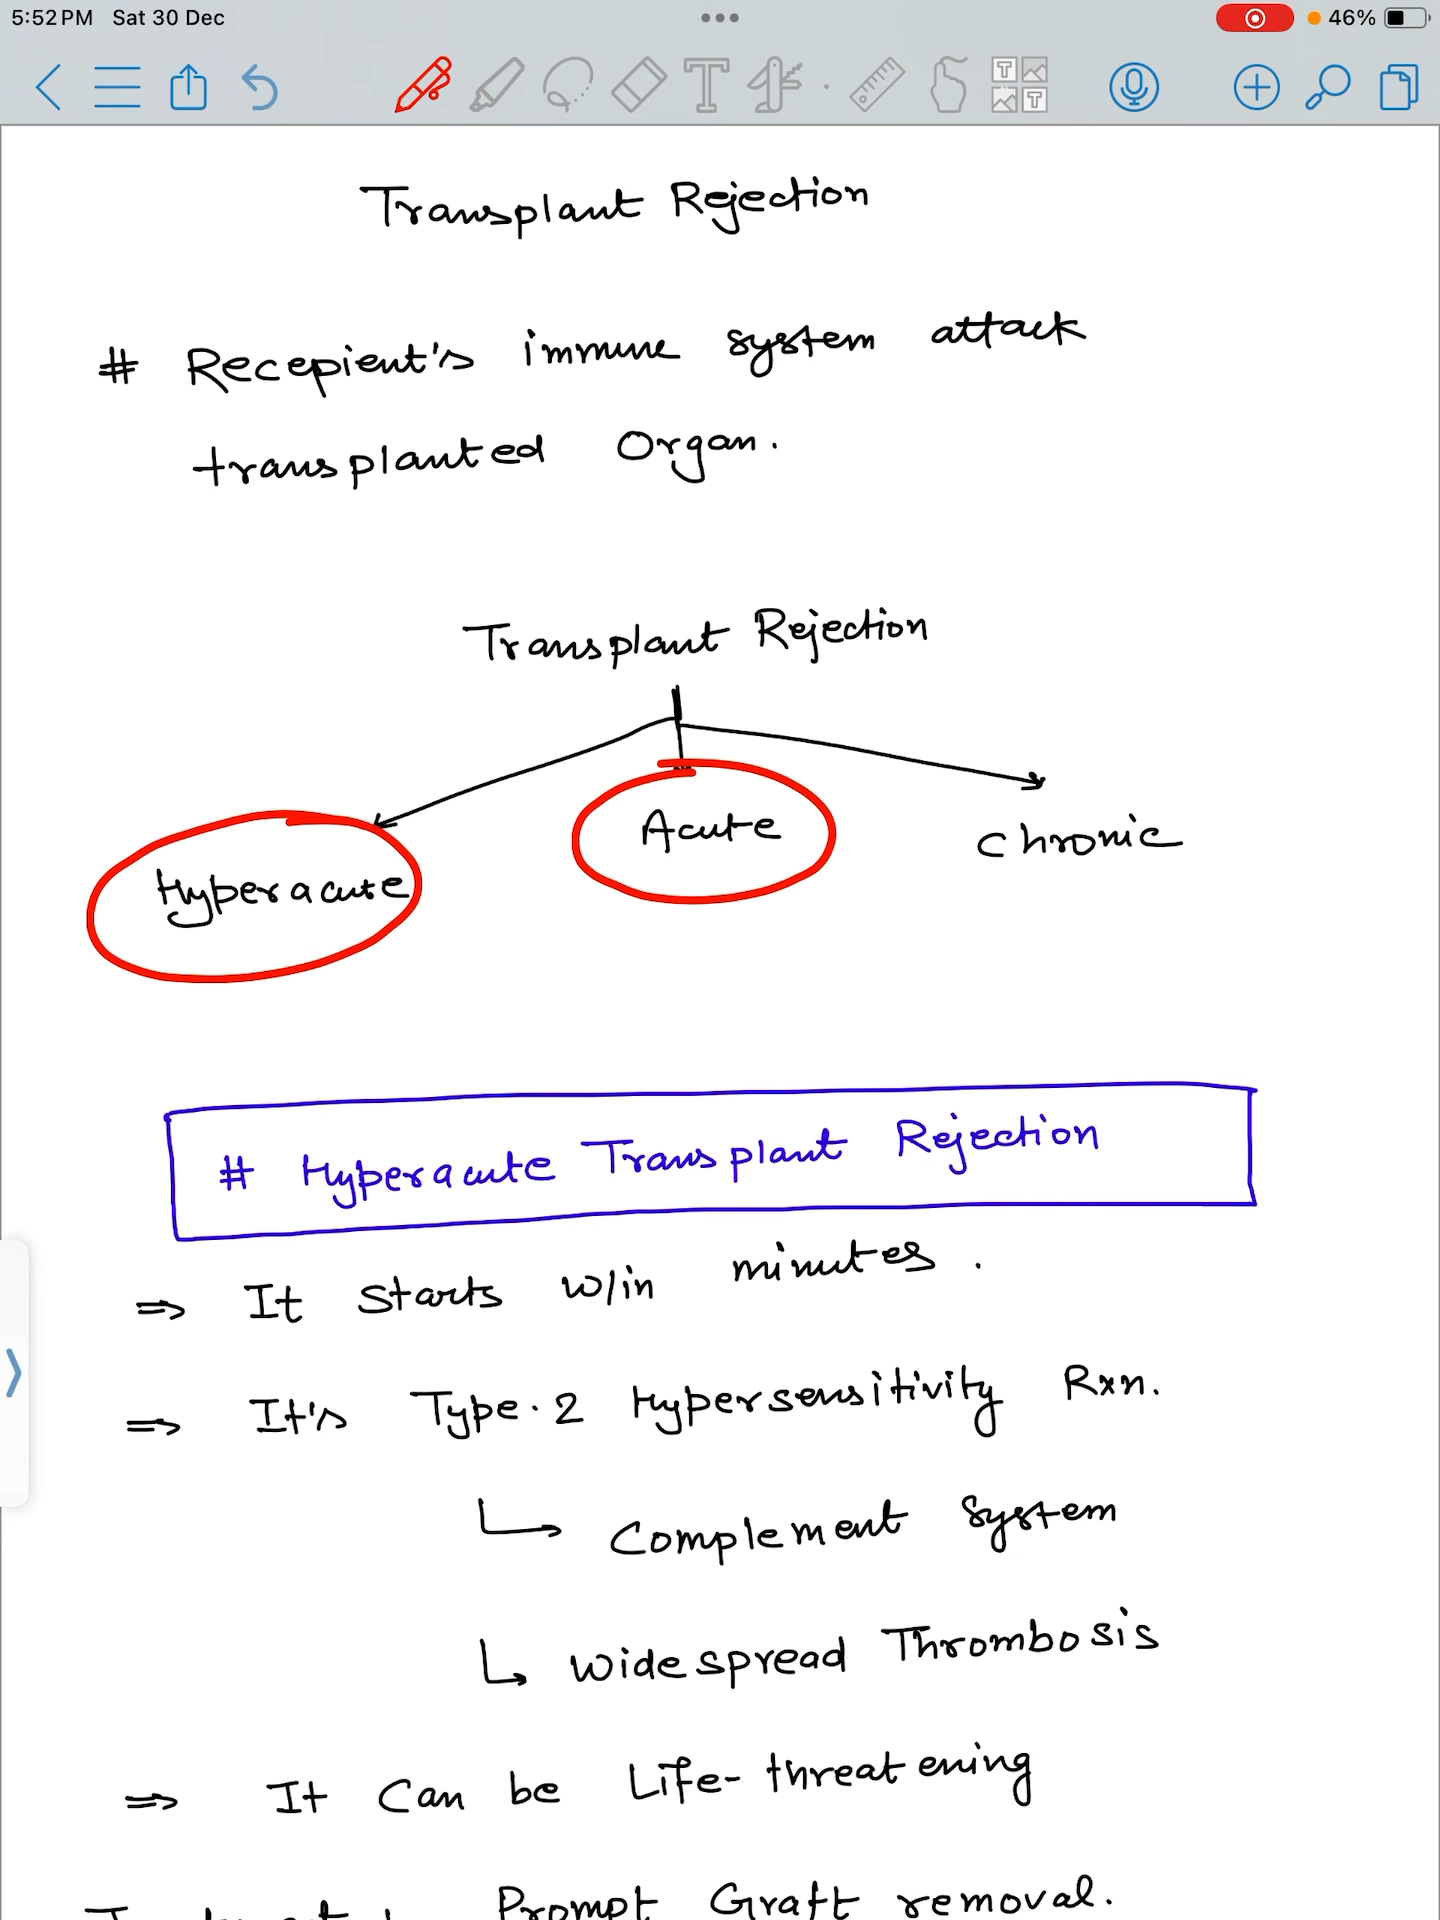 5:52 PM Sat 30 Dec
46%
Transplant Rejection
# Recepient's immune system attack
transplanted Organ.
Transplant Rejection
Hyperacute
Acute
Chronic
# Hyperacute Transplant Rejection
⇒ It starts w/in minutes.
⇒ It's Type-2 Hypersensitivity Rxn.
↳ Complement System
↳ Widespread Thrombosis
⇒ It can be Life-threatening
Prompt Graft removal.